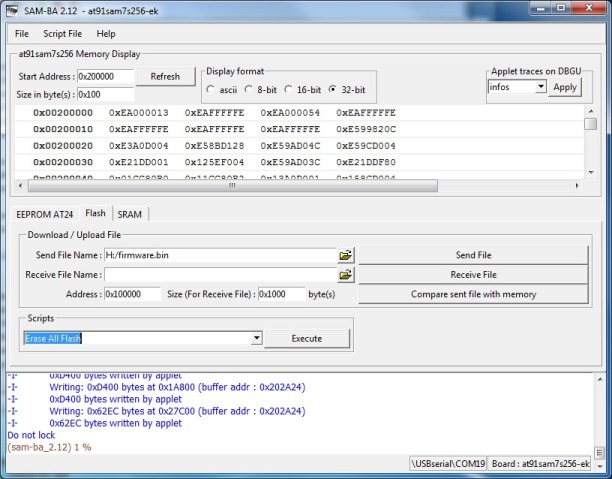 SAM-BA 2.12 - at91sam7s256-ek
File Script File Help
at91sam7s256 Memory Display
Start Address : 0x200000 Refresh
Size in byte(s) : 0x100
Display format
ascii 8-bit 16-bit 32-bit
Applet traces on DBGU
infos Apply
0x00200000 0xEA000013 0xEAFFFFFE 0xEA000054 0xEAFFFFFE
0x00200010 0xEAFFFFFE 0xEAFFFFFE 0xEAFFFFFE 0xE599820C
0x00200020 0xE3A0D004 0xE58BD128 0xE59AD04C 0xE59CD004
0x00200030 0xE21DD001 0x125EF004 0xE59AD03C 0xE21DDF80
0x00200040 0x01CC80B2 0x11CC80B2 0x13A0D001 0x158CD004
EEPROM AT24 Flash SRAM
Download / Upload File
Send File Name : H:/firmware.bin Send File
Receive File Name : Receive File
Address : 0x100000 Size (For Receive File) : 0x1000 byte(s) Compare sent file with memory
Scripts
Erase All Flash Execute
-I- 0xD400 bytes written by applet
-I- Writing: 0xD400 bytes at 0x1A800 (buffer addr : 0x202A24)
-I- 0xD400 bytes written by applet
-I- Writing: 0x62EC bytes at 0x27C00 (buffer addr : 0x202A24)
-I- 0x62EC bytes written by applet
Do not lock
(sam-ba_2.12) 1 %
\USBserial\COM19 Board : at91sam7s256-ek